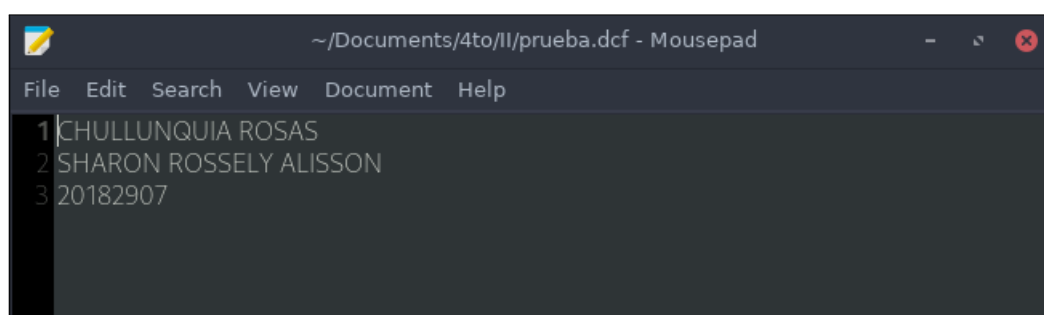 ~/Documents/4to/II/prueba.dcf - Mousepad
File Edit Search View Document Help
1 CHULLUNQUIA ROSAS
2 SHARON ROSSELY ALISSON
3 20182907